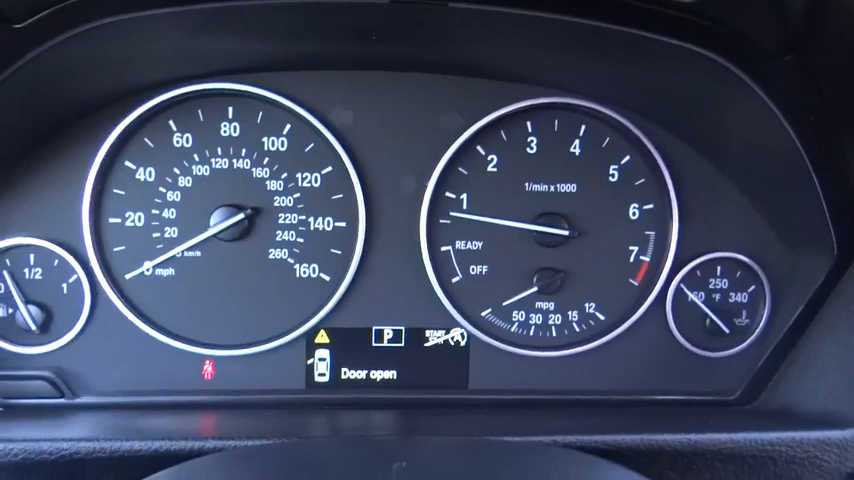 20 40 60 80 100 120 140 160
20 40 60 80 100 120 140 160 180 200 220 240 260
km/h
0 mph
1 2 3 4 5 6 7
1/min x 1000
READY
OFF
mpg
50 30 20 15 12
0 1/2 1
250
160 °F 340
P
START
A
Door open